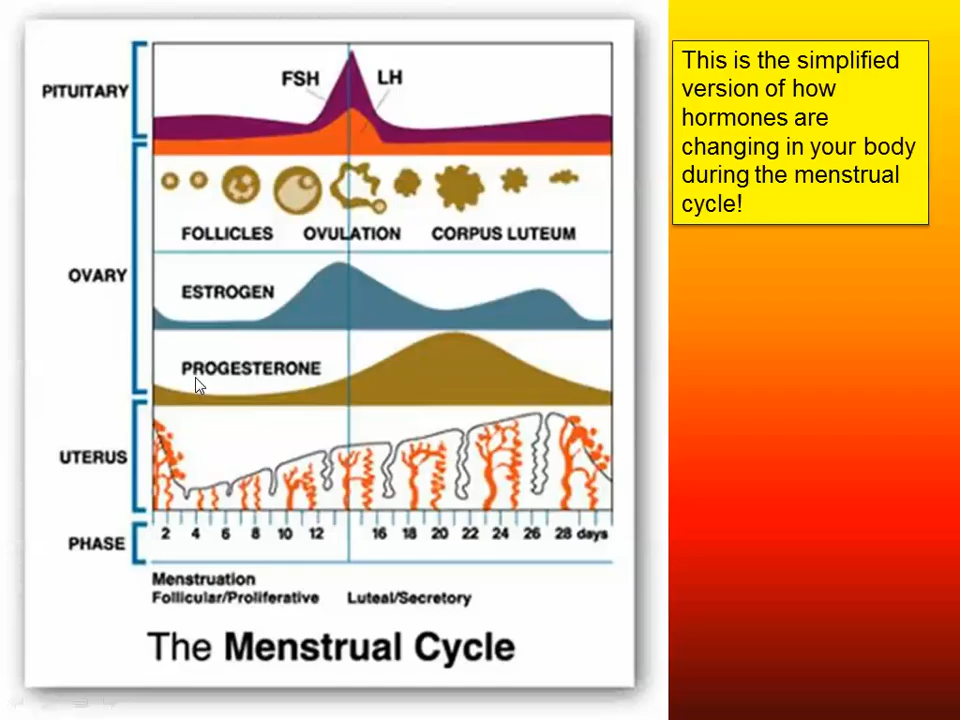 This is the simplified
version of how
hormones are
changing in your body
during the menstrual
cycle!
PITUITARY
FSH LH
FOLLICLES OVULATION CORPUS LUTEUM
OVARY
ESTROGEN
PROGESTERONE
UTERUS
2 4 6 8 10 12 16 18 20 22 24 26 28 days
PHASE
Menstruation
Follicular/Proliferative Luteal/Secretory
The Menstrual Cycle